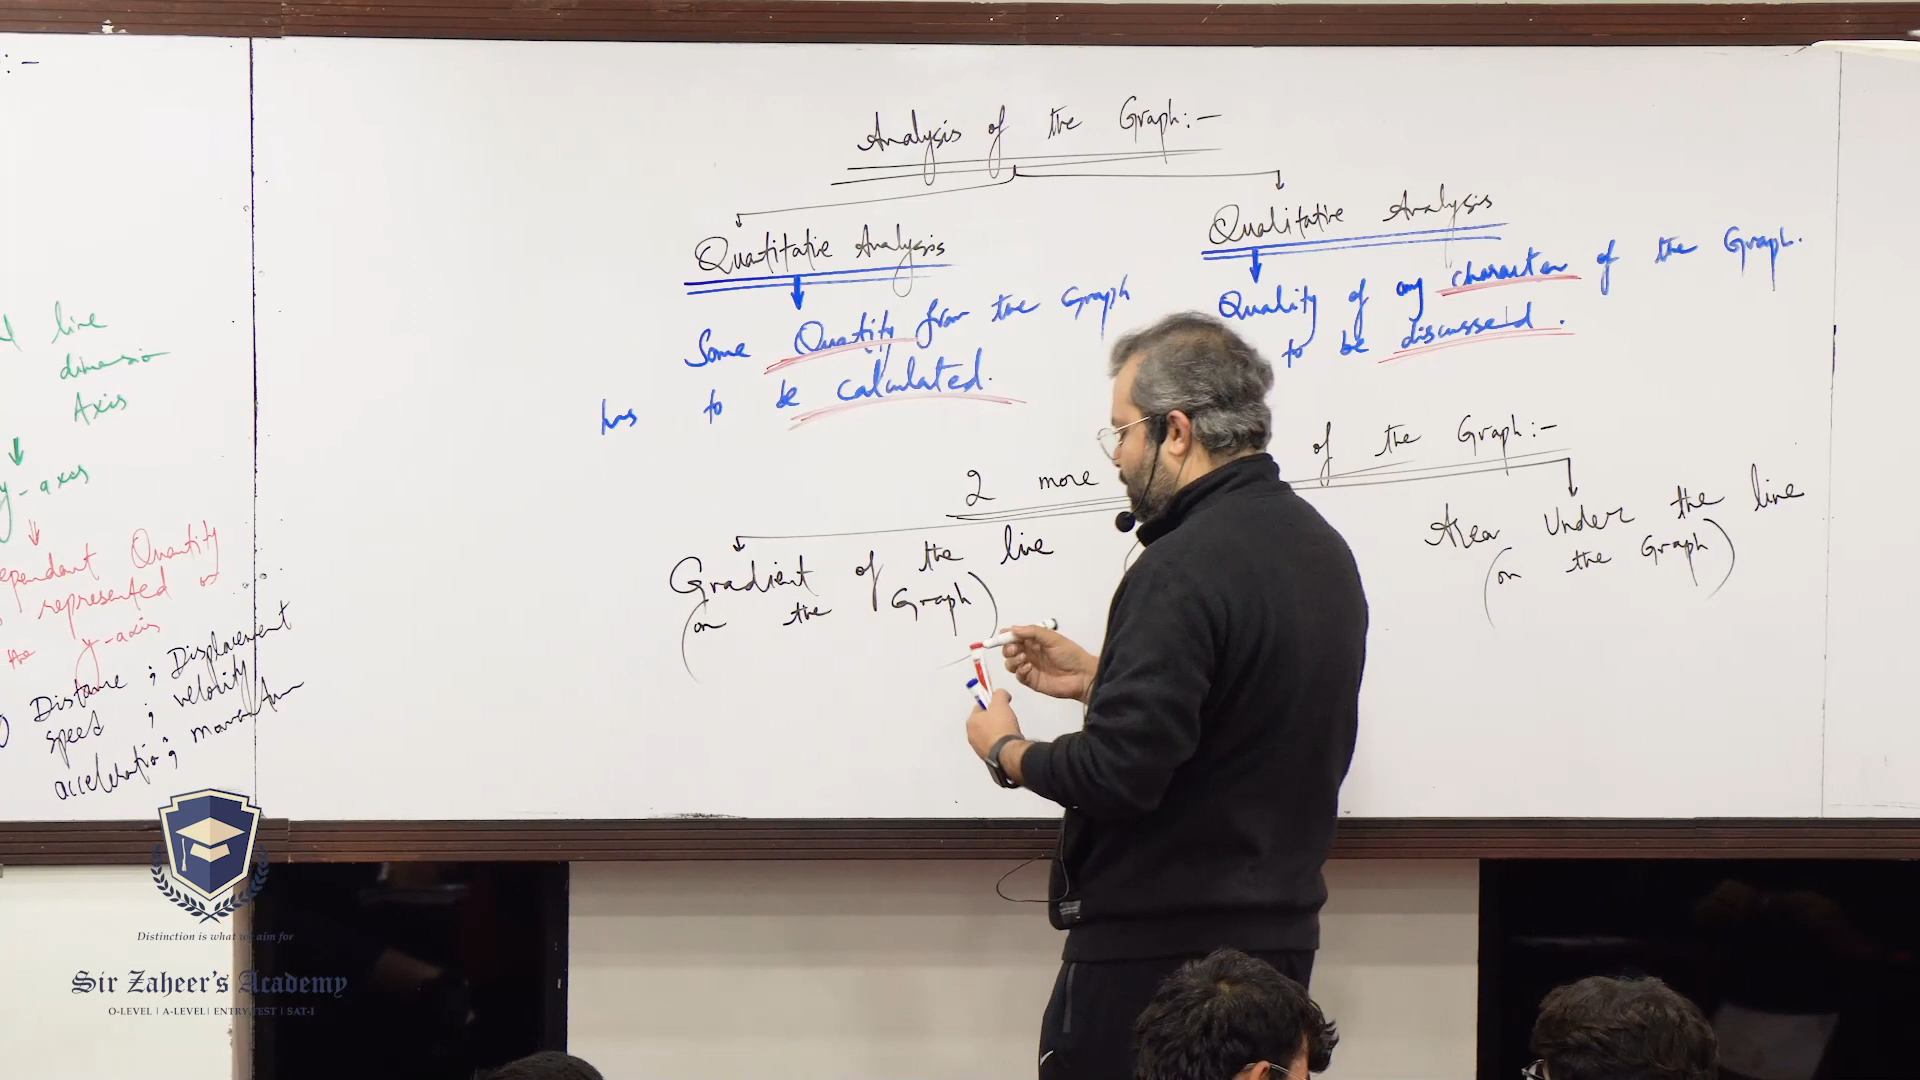 :-
line
dimension
Axis
y-axes
Quantity
represented on
the y-axis
Distance ; Displacement
speed ; velocity
acceleration ; momentum
Analysis of the Graph:-
Quantitative Analysis
Some Quantity from the Graph
has to be calculated.
Qualitative Analysis
Quality of any character of the Graph.
to be discussed.
2 more of the Graph:-
Gradient of the line
(on the Graph)
Area Under the line
(on the Graph)
Distinction is what we aim for
Sir Zaheer's Academy
O-LEVEL | A-LEVEL | ENTRY TEST | SAT-I